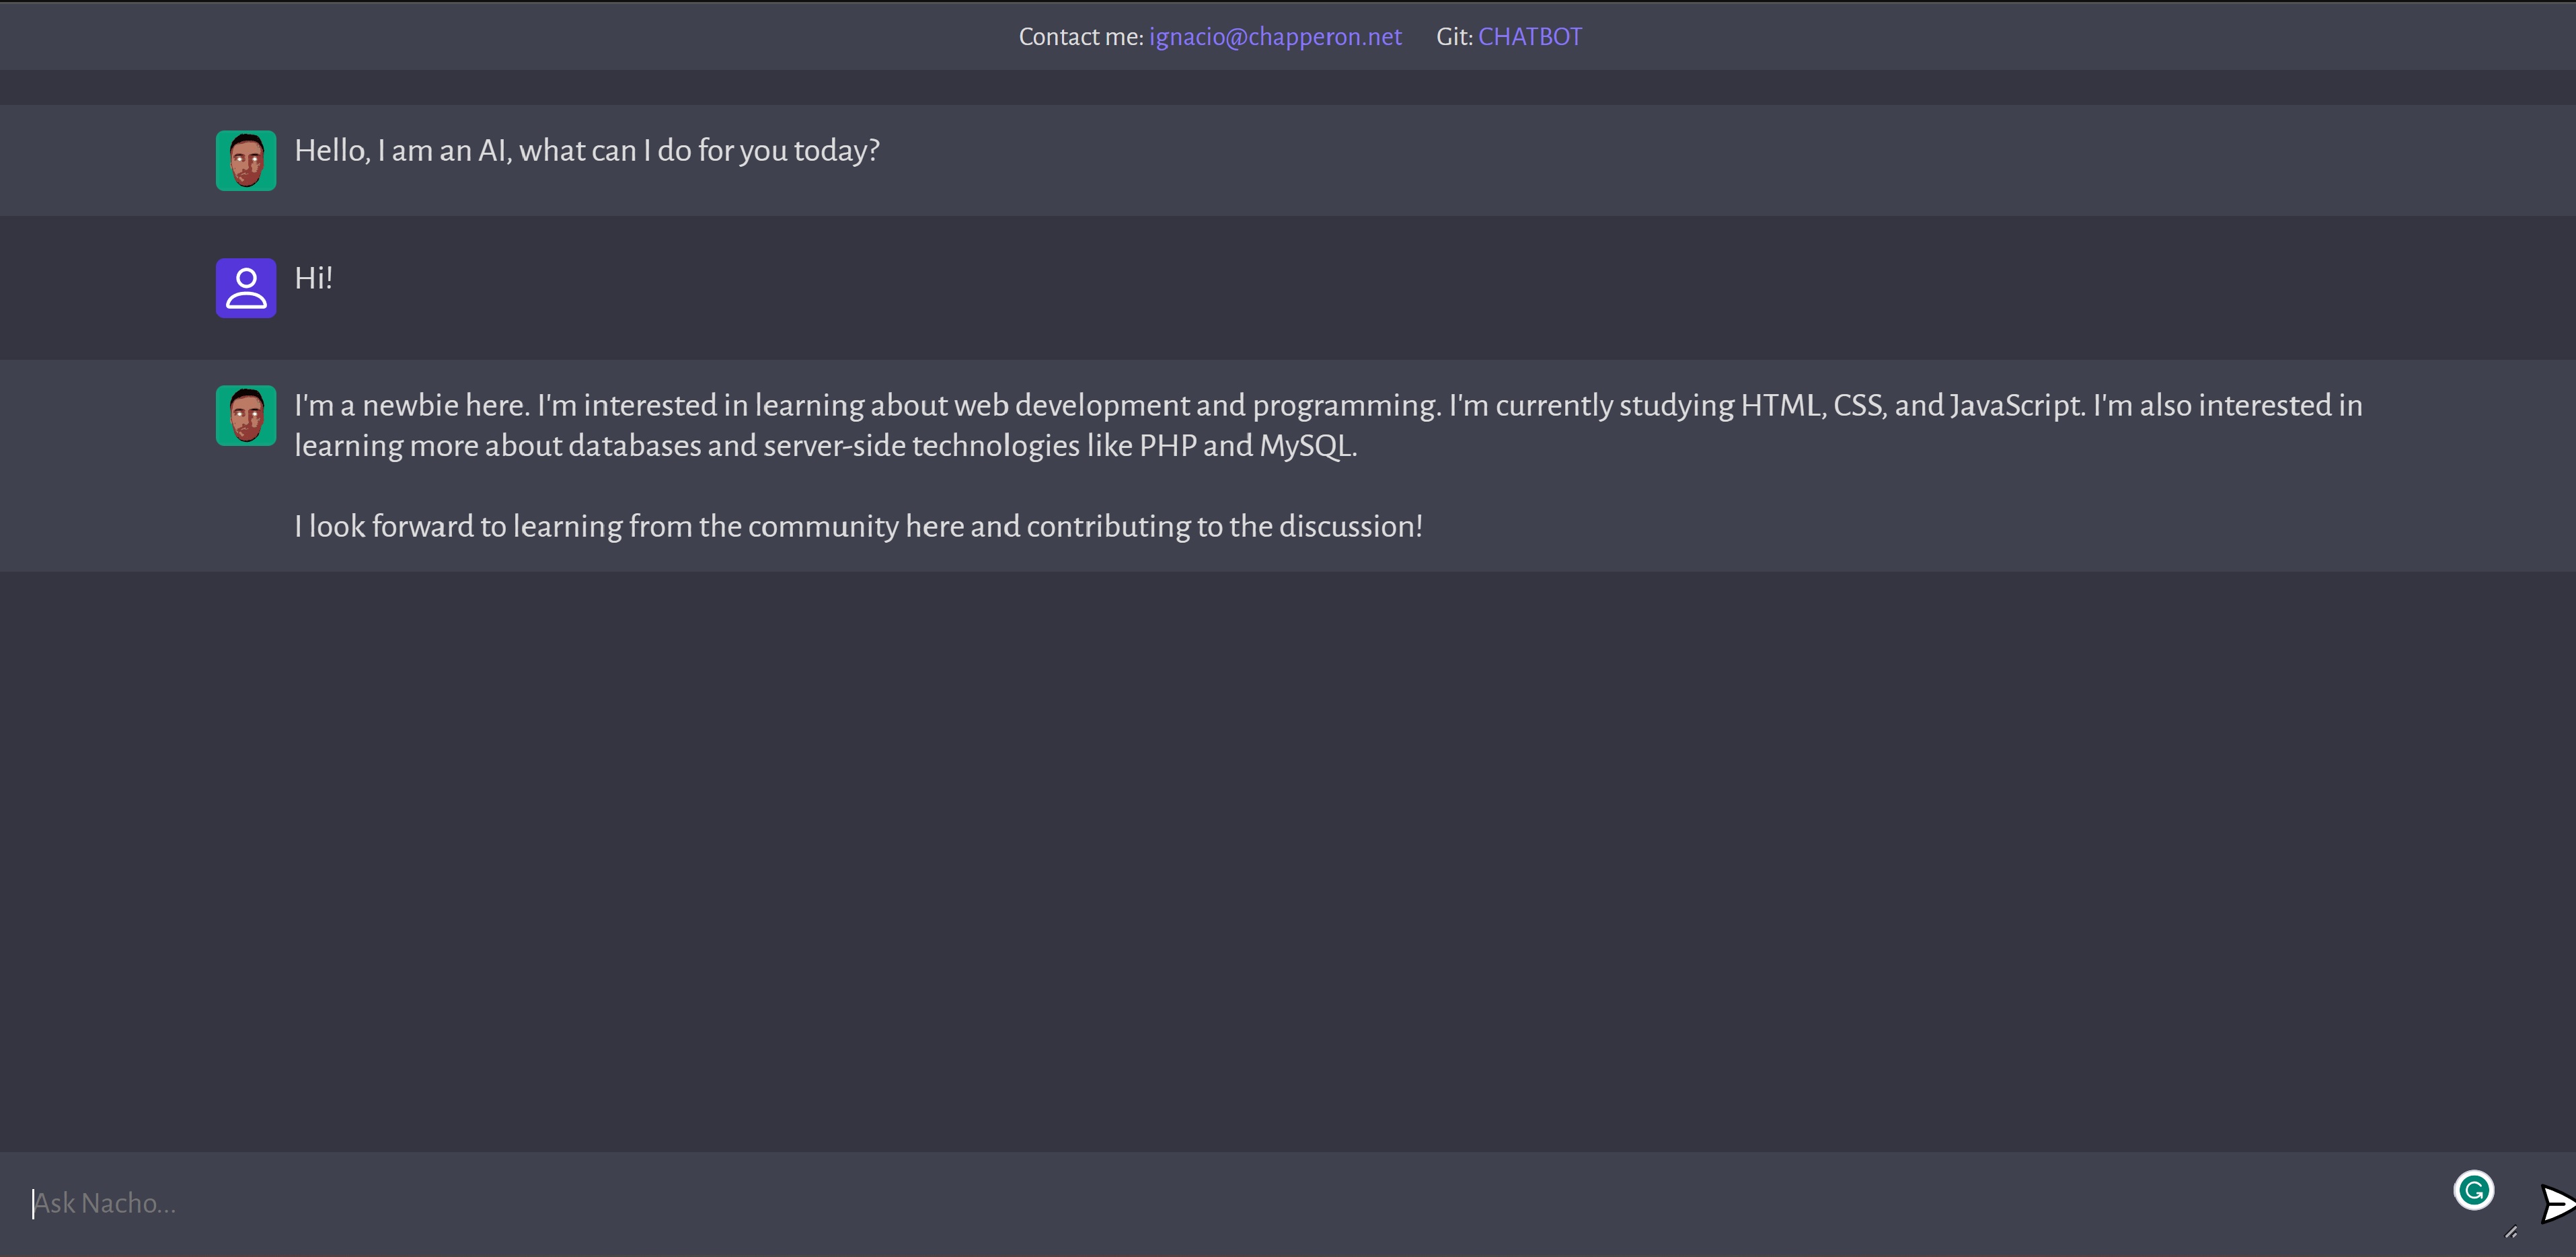 Contact me: ignacio@chapperon.net Git: CHATBOT
Hello, I am an AI, what can I do for you today?
Hi!
I'm a newbie here. I'm interested in learning about web development and programming. I'm currently studying HTML, CSS, and JavaScript. I'm also interested in
learning more about databases and server-side technologies like PHP and MySQL.
I look forward to learning from the community here and contributing to the discussion!
Ask Nacho...